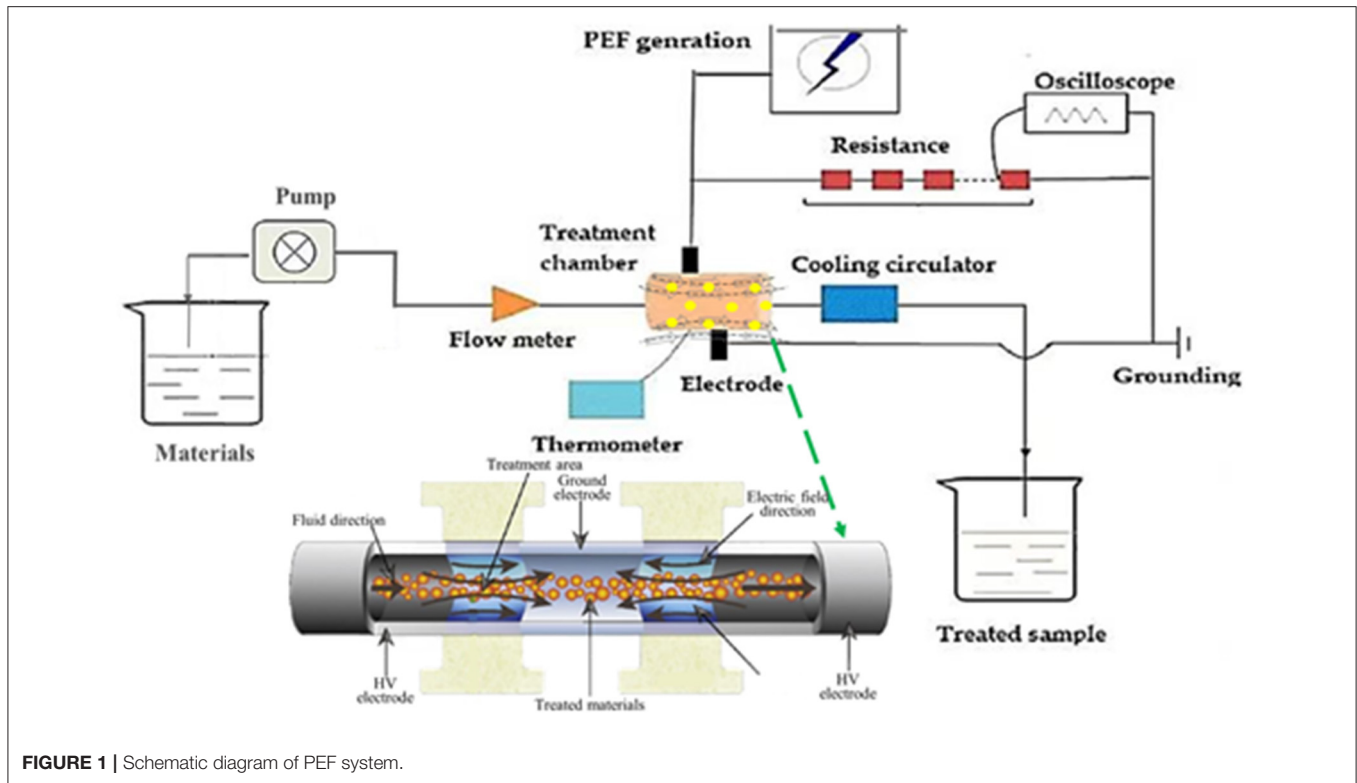 PEF genration
Oscilloscope
Resistance
Pump
Treatment
chamber
Cooling circulator
Flow meter
Electrode
Grounding
Thermometer
Materials
Treatment area
Ground
electrode
Electric field
direction
Fluid direction
Treated sample
HV
electrode
Treated materials
HV
electrode
FIGURE 1 | Schematic diagram of PEF system.